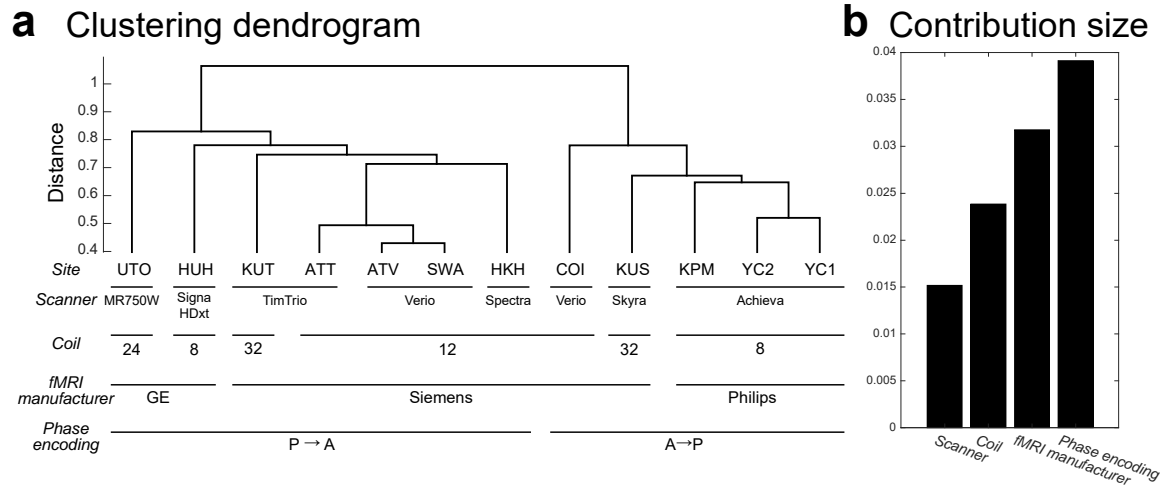 a Clustering dendrogram
Distance
1
0.9
0.8
0.7
0.6
0.5
0.4
Site UTO HUH KUT ATT ATV SWA HKH COI KUS KPM YC2 YC1
Scanner MR750W Signa HDxt TimTrio Verio Spectra Verio Skyra Achieva
Coil 24 8 32 12 32 8
fMRI manufacturer GE Siemens Philips
Phase encoding P → A A→P
b Contribution size
0.04
0.035
0.03
0.025
0.02
0.015
0.01
0.005
0
Scanner
Coil
fMRI manufacturer
Phase encoding